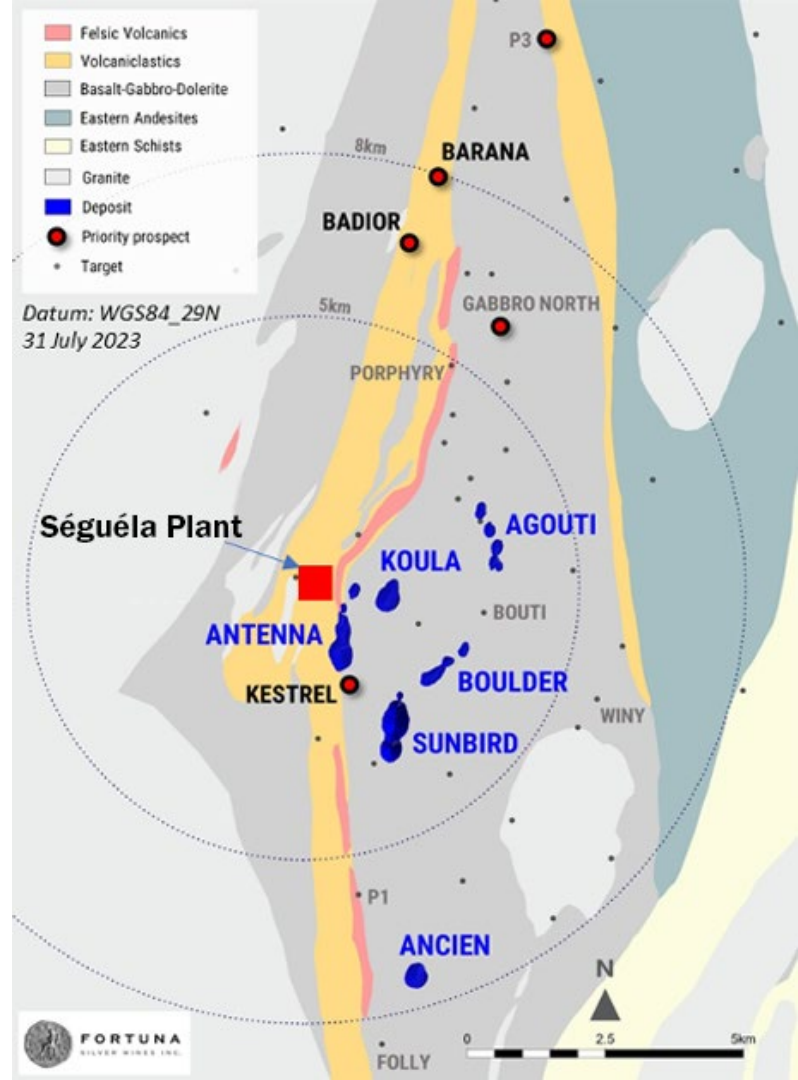 Felsic Volcanics
Volcaniclastics
Basalt-Gabbro-Dolerite
Eastern Andesites
Eastern Schists
Granite
Deposit
Priority prospect
Target
Datum: WGS84_29N
31 July 2023
P3
8km
BARANA
BADIOR
5km
GABBRO NORTH
PORPHYRY
Séguéla Plant
AGOUTI
KOULA
BOUTI
ANTENNA
BOULDER
KESTREL
WINY
SUNBIRD
P1
ANCIEN
N
FORTUNA
SILVER MINES INC.
0 2.5 5km
FOLLY